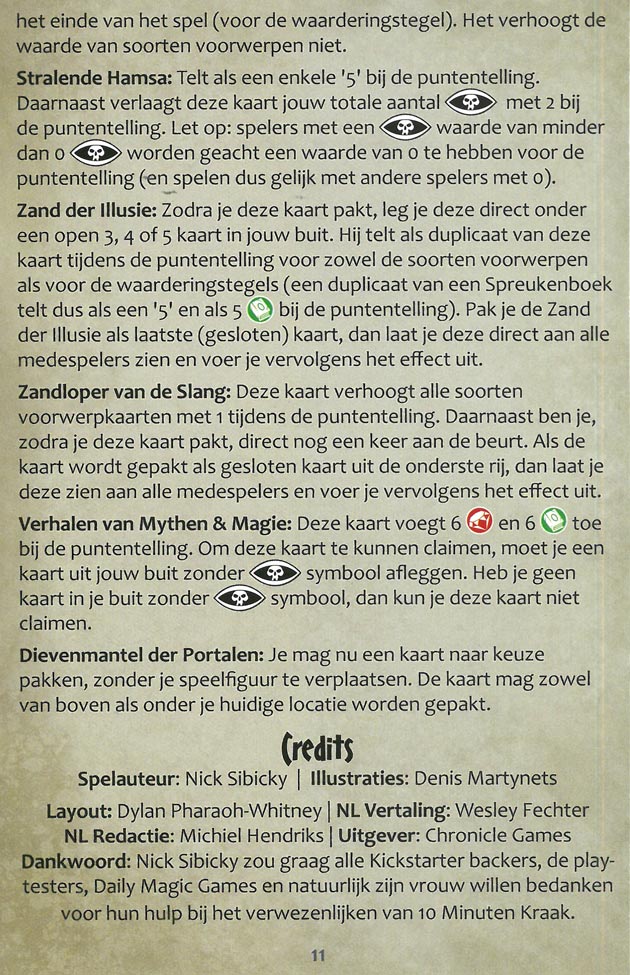 het einde van het spel (voor de waarderingstegel). Het verhoogt de
waarde van soorten voorwerpen niet.
Stralende Hamsa: Telt als een enkele '5' bij de puntentelling.
Daarnaast verlaagt deze kaart jouw totale aantal met 2 bij
de puntentelling. Let op: spelers met een waarde van minder
dan 0 worden geacht een waarde van 0 te hebben voor de
puntentelling (en spelen dus gelijk met andere spelers met 0).
Zand der Illusie: Zodra je deze kaart pakt, leg je deze direct onder
een open 3, 4 of 5 kaart in jouw buit. Hij telt als duplicaat van deze
kaart tijdens de puntentelling voor zowel de soorten voorwerpen
als voor de waarderingstegels (een duplicaat van een Spreukenboek
telt dus als een '5' en als 5 bij de puntentelling). Pak je de Zand
der Illusie als laatste (gesloten) kaart, dan laat je deze direct aan alle
medespelers zien en voer je vervolgens het effect uit.
Zandloper van de Slang: Deze kaart verhoogt alle soorten
voorwerpkaarten met 1 tijdens de puntentelling. Daarnaast ben je,
zodra je deze kaart pakt, direct nog een keer aan de beurt. Als de
kaart wordt gepakt als gesloten kaart uit de onderste rij, dan laat je
deze zien aan alle medespelers en voer je vervolgens het effect uit.
Verhalen van Mythen & Magie: Deze kaart voegt 6 en 6 toe
bij de puntentelling. Om deze kaart te kunnen claimen, moet je een
kaart uit jouw buit zonder symbool afleggen. Heb je geen
kaart in je buit zonder symbool, dan kun je deze kaart niet
claimen.
Dievenmantel der Portalen: Je mag nu een kaart naar keuze
pakken, zonder je speelfiguur te verplaatsen. De kaart mag zowel
van boven als onder je huidige locatie worden gepakt.
Credits
Spelauteur: Nick Sibicky | Illustraties: Denis Martynets
Layout: Dylan Pharaoh-Whitney | NL Vertaling: Wesley Fechter
NL Redactie: Michiel Hendriks | Uitgever: Chronicle Games
Dankwoord: Nick Sibicky zou graag alle Kickstarter backers, de play-
testers, Daily Magic Games en natuurlijk zijn vrouw willen bedanken
voor hun hulp bij het verwezenlijken van 10 Minuten Kraak.
11